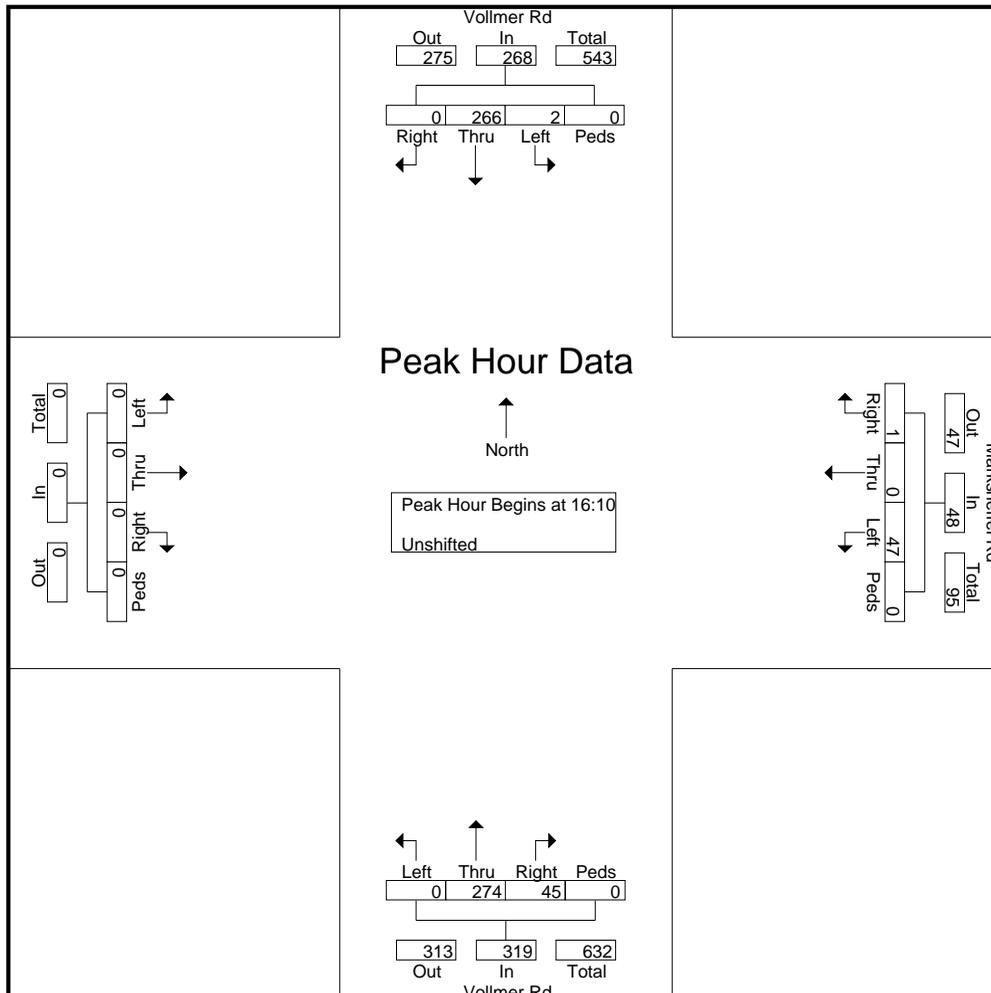 Vollmer Rd
Out In Total
275 268 543
0 266 2 0
Right Thru Left Peds
Peak Hour Data
North
Peak Hour Begins at 16:10
Unshifted
Total In Out
0 0 0
0 0 0 0
Left Thru Right Peds
Right Thru Left Peds
1 0 47 0
Out In Total
47 48 95
Left Thru Right Peds
0 274 45 0
313 319 632
Out In Total
Vollmer Rd